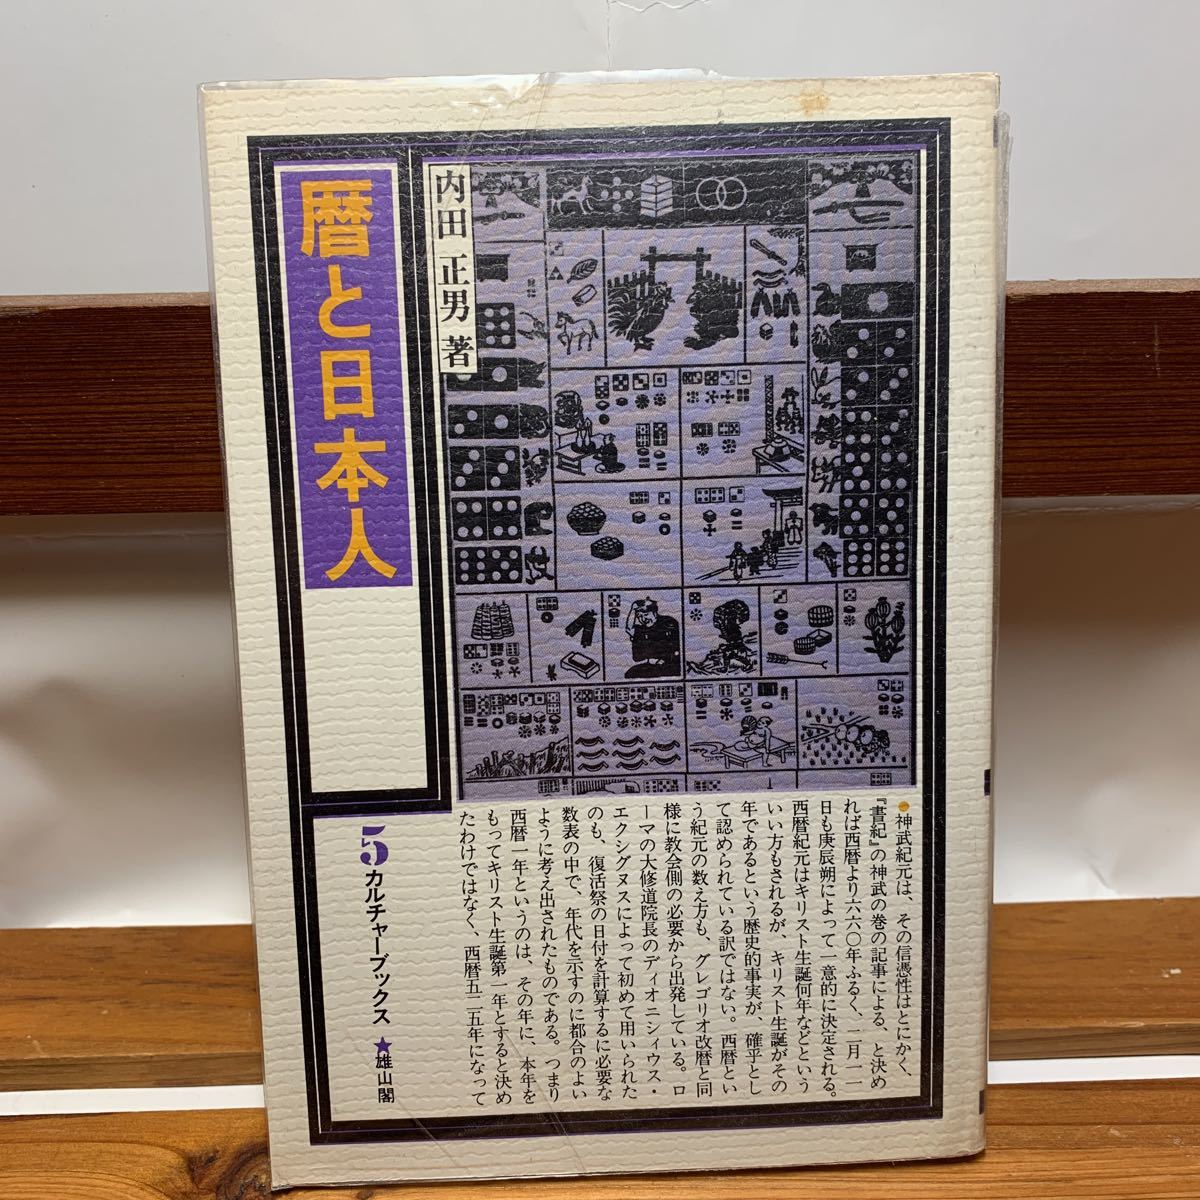 暦と日本人
内田正男 著
●神武紀元は、その信憑性はとにかく、
『書紀』の神武の巻の記事による、と決め
れば西暦より六六〇年ふるく、二月一一
日も庚辰朔によって一意的に決定される。
西暦紀元はキリスト生誕何年などという
いい方もされるが、キリスト生誕がその
年であるという歴史的事実が、確乎とし
て認められている訳ではない。西暦とい
う紀元の数え方も、グレゴリオ改暦と同
様に教会側の必要から出発している。ロ
ーマの大修道院長のディオニシィウス・
エクシグヌスによって初めて用いられた
のも、復活祭の日付を計算するに必要な
数表の中で、年代を示すのに都合のよい
ように考え出されたものである。つまり
西暦一年というのは、その年に、本年を
もってキリスト生誕第一年とすると決め
たわけではなく、西暦五二五年になって
5カルチャーブックス★雄山閣